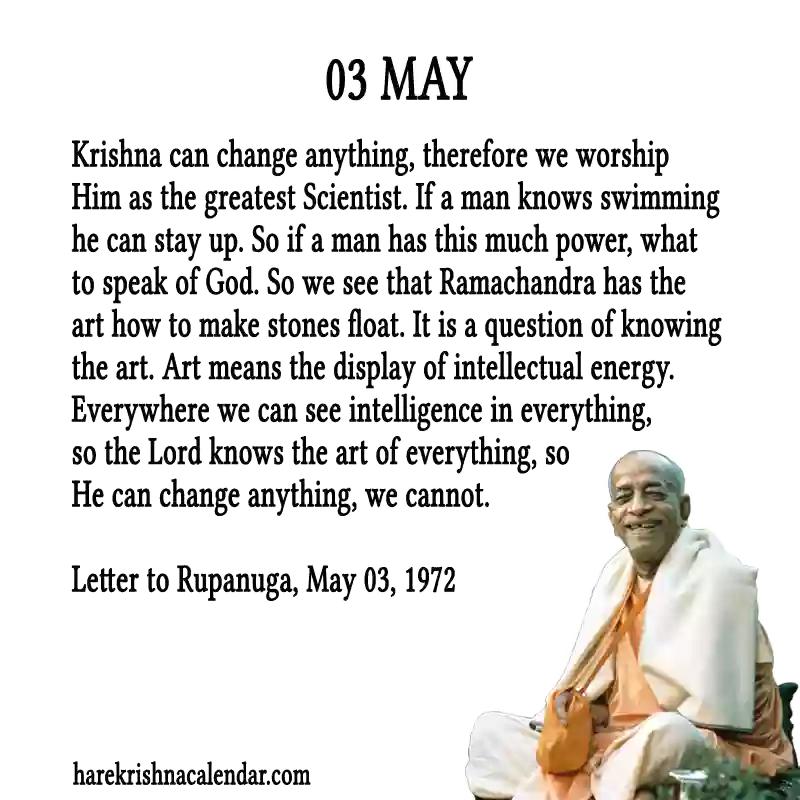 03 MAY
Krishna can change anything, therefore we worship
Him as the greatest Scientist. If a man knows swimming
he can stay up. So if a man has this much power, what
to speak of God. So we see that Ramachandra has the
art how to make stones float. It is a question of knowing
the art. Art means the display of intellectual energy.
Everywhere we can see intelligence in everything,
so the Lord knows the art of everything, so
He can change anything, we cannot.
Letter to Rupanuga, May 03, 1972
harekrishnacalendar.com